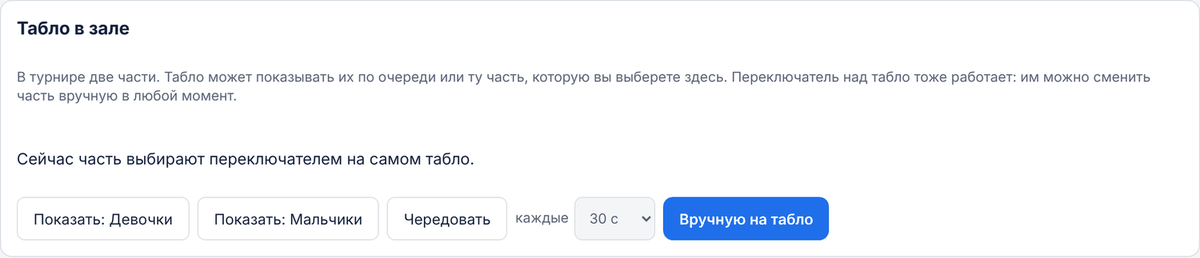 Табло в зале
В турнире две части. Табло может показывать их по очереди или ту часть, которую вы выберете здесь. Переключатель над табло тоже работает: им можно сменить
часть вручную в любой момент.
Сейчас часть выбирают переключателем на самом табло.
Показать: Девочки Показать: Мальчики Чередовать каждые 30 с Вручную на табло